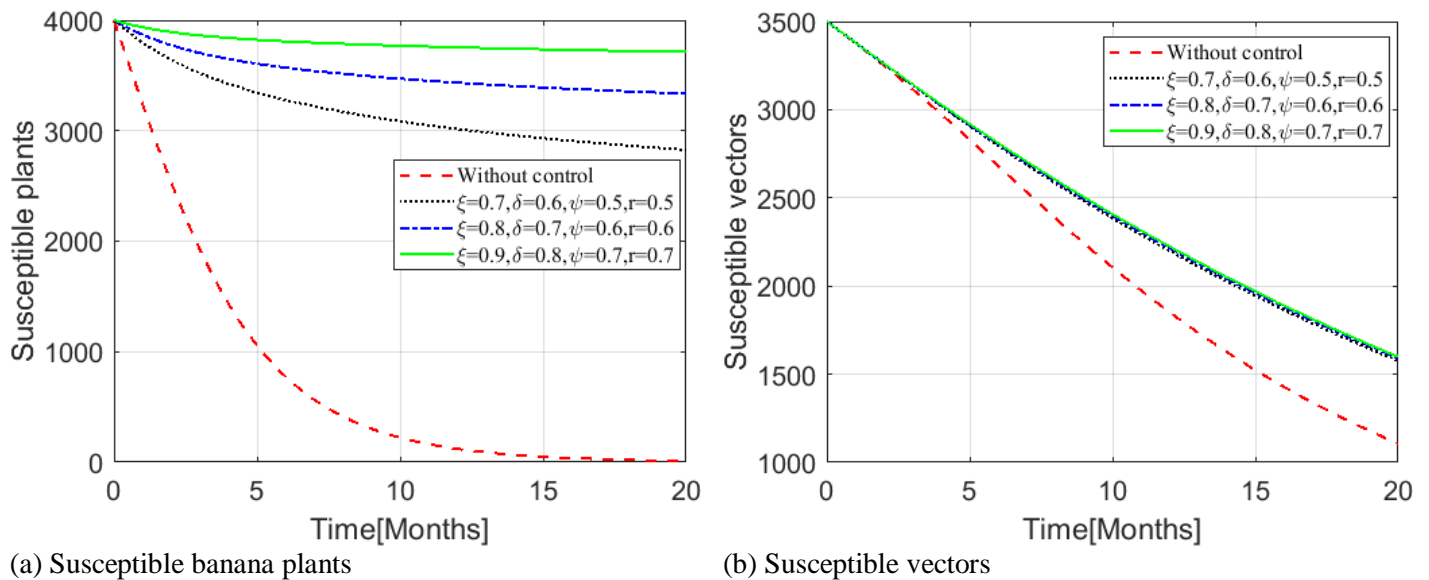 4000
3000
2000
1000
0
Susceptible plants
0 5 10 15 20
Time[Months]
Without control
ξ=0.7,δ=0.6,ψ=0.5,r=0.5
ξ=0.8,δ=0.7,ψ=0.6,r=0.6
ξ=0.9,δ=0.8,ψ=0.7,r=0.7
(a) Susceptible banana plants
3500
3000
2500
2000
1500
1000
Susceptible vectors
0 5 10 15 20
Time[Months]
Without control
ξ=0.7,δ=0.6,ψ=0.5,r=0.5
ξ=0.8,δ=0.7,ψ=0.6,r=0.6
ξ=0.9,δ=0.8,ψ=0.7,r=0.7
(b) Susceptible vectors